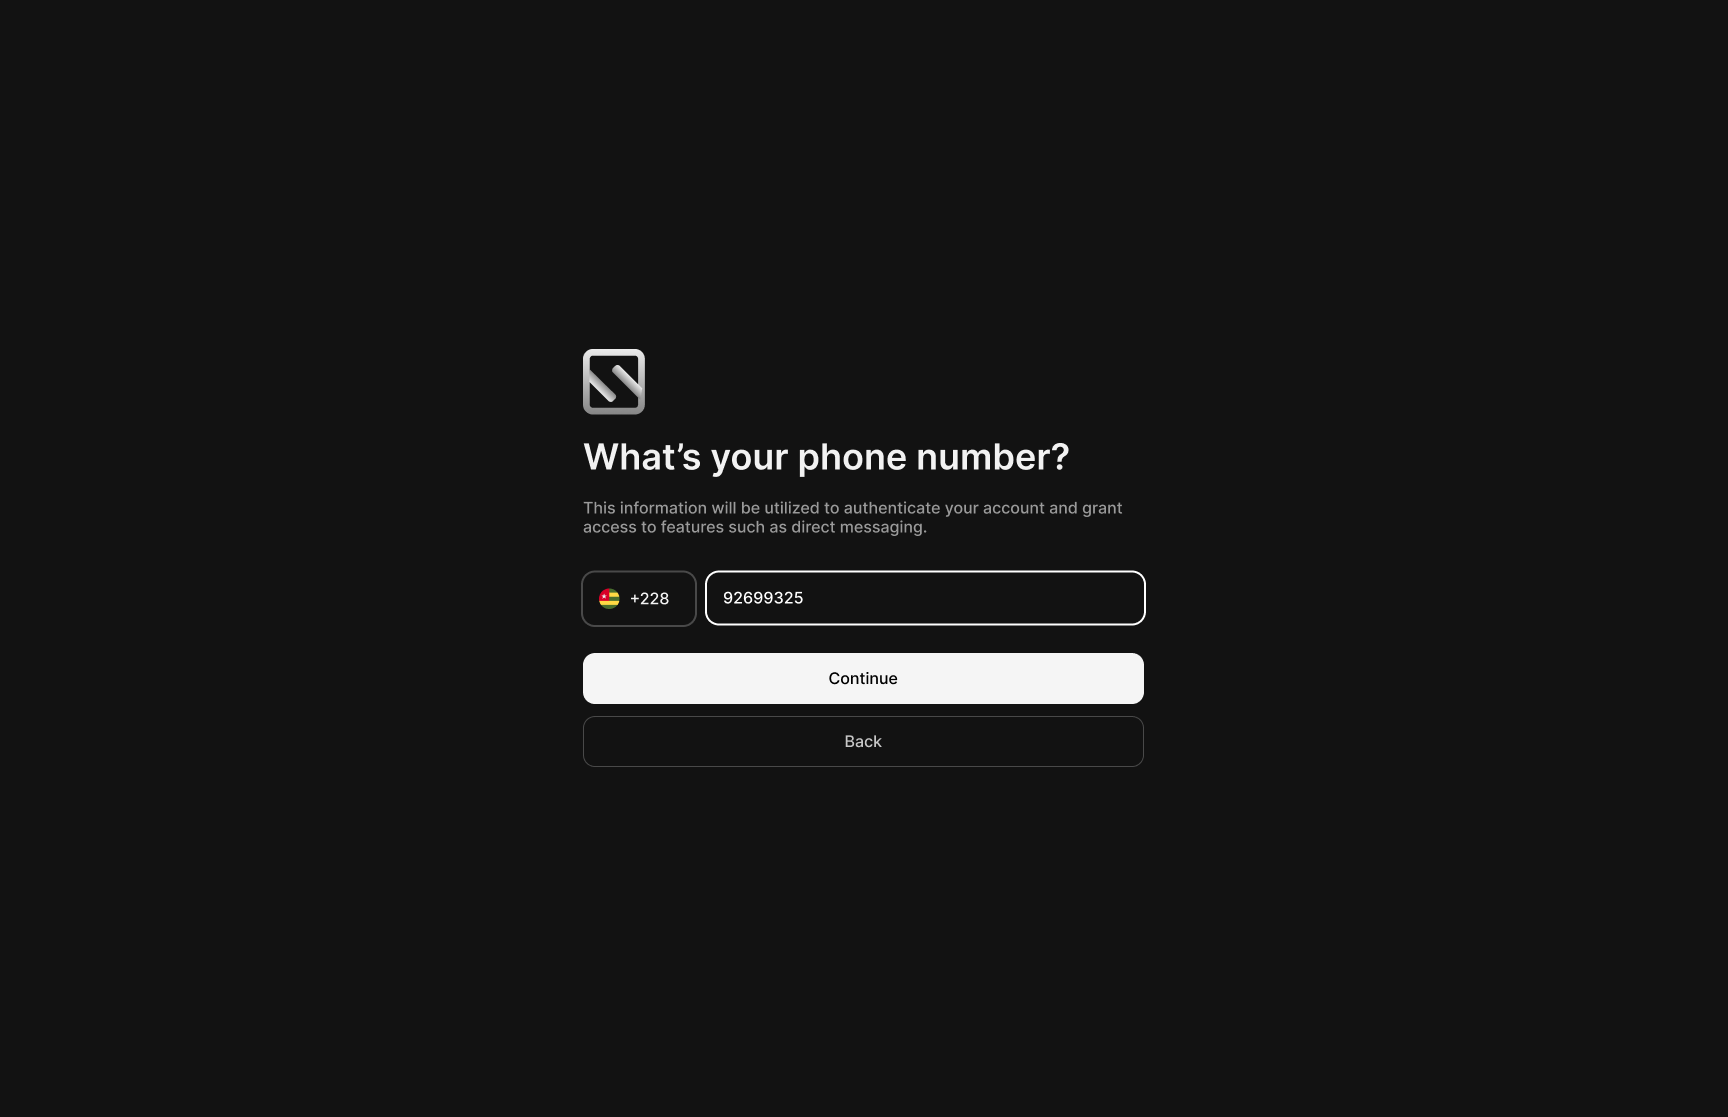 What’s your phone number?
This information will be utilized to authenticate your account and grant
access to features such as direct messaging.
+228
92699325
Continue
Back